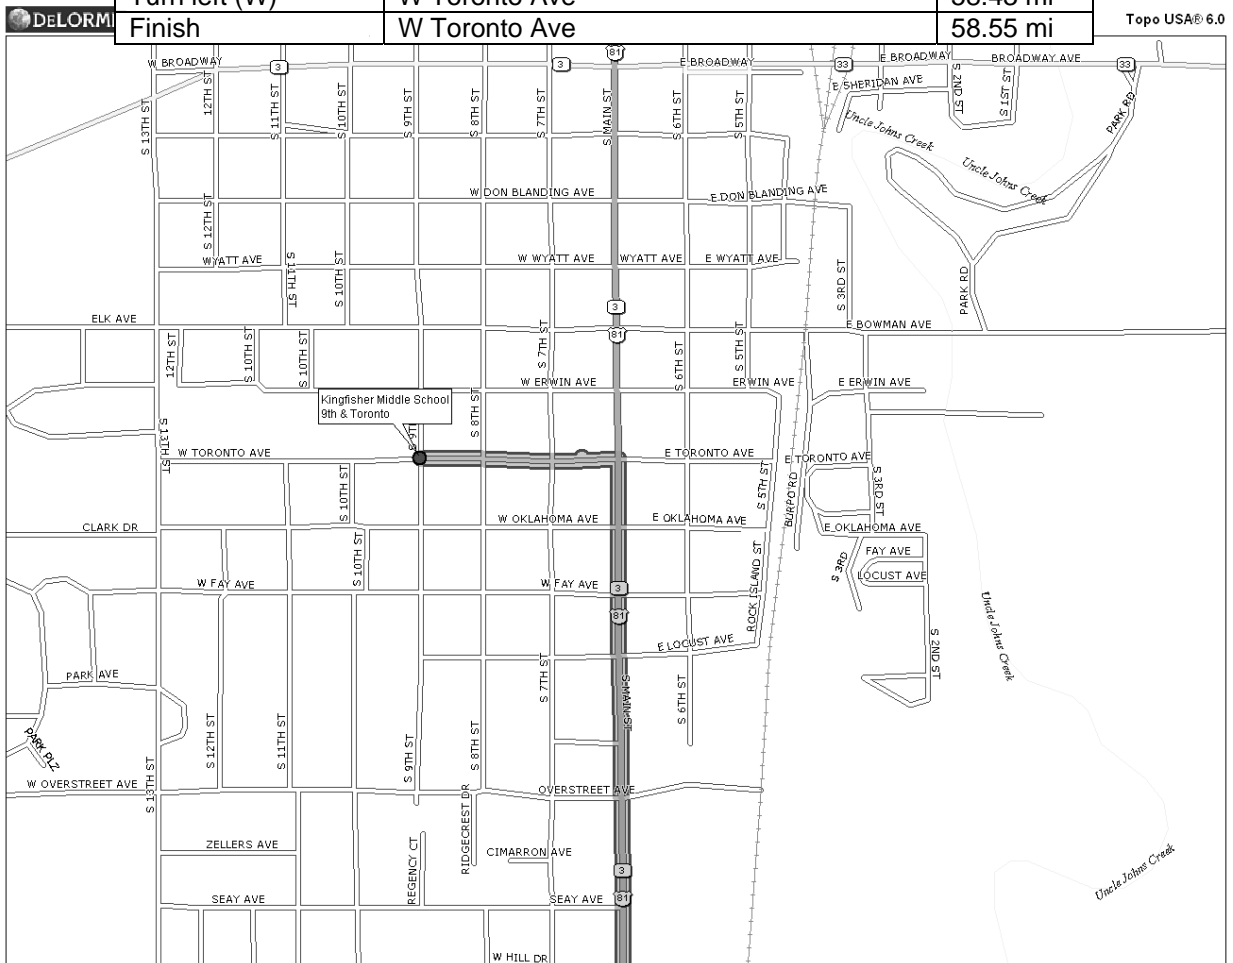 Turn left (W) W Toronto Ave 58.43 mi
DELORM Finish W Toronto Ave 58.55 mi Topo USA® 6.0
81
W BROADWAY 3 3 E BROADWAY 33 E BROADWAY BROADWAY AVE 33
E SHERIDAN AVE
S 13TH ST
12TH ST
S 11TH ST
S 10TH ST
S 9TH ST
S 8TH ST
S 7TH ST
S MAIN ST
S 6TH ST
S 5TH ST
S 2ND ST
S 1ST ST
PARK RD
Uncle Johns Creek
Uncle Johns Creek
W DON BLANDING AVE E DON BLANDING AVE
S 12TH ST
WYATT AVE S 11TH ST S 10TH ST W WYATT AVE WYATT AVE E WYATT AVE
S 3RD ST
PARK RD
3
ELK AVE E BOWMAN AVE
81
12TH ST
S 10TH ST
S 10TH ST
S 7TH ST
S 6TH ST
S 5TH ST
W ERWIN AVE ERWIN AVE E ERWIN AVE
Kingfisher Middle School
9th & Toronto
S 9TH
S 8TH ST
S 13TH ST
W TORONTO AVE E TORONTO AVE E TORONTO AVE
S 10TH ST
S 5TH ST
BURPO RD
S 3RD ST
CLARK DR W OKLAHOMA AVE E OKLAHOMA AVE E OKLAHOMA AVE
S 10TH ST
ROCK ISLAND ST
S 3RD
FAY AVE
LOCUST AVE
W FAY AVE W FAY AVE
3
81
Uncle Johns Creek
E LOCUST AVE
S 2ND ST
PARK AVE
S 7TH ST
S MAIN ST
S 6TH ST
PARK PLZ
S 12TH ST
S 11TH ST
S 9TH ST
S 8TH ST
W OVERSTREET AVE S 13TH ST OVERSTREET AVE
RIDGECREST DR
ZELLERS AVE REGENCY CT CIMARRON AVE
3
Uncle Johns Creek
SEAY AVE SEAY AVE 81
W HILL DR